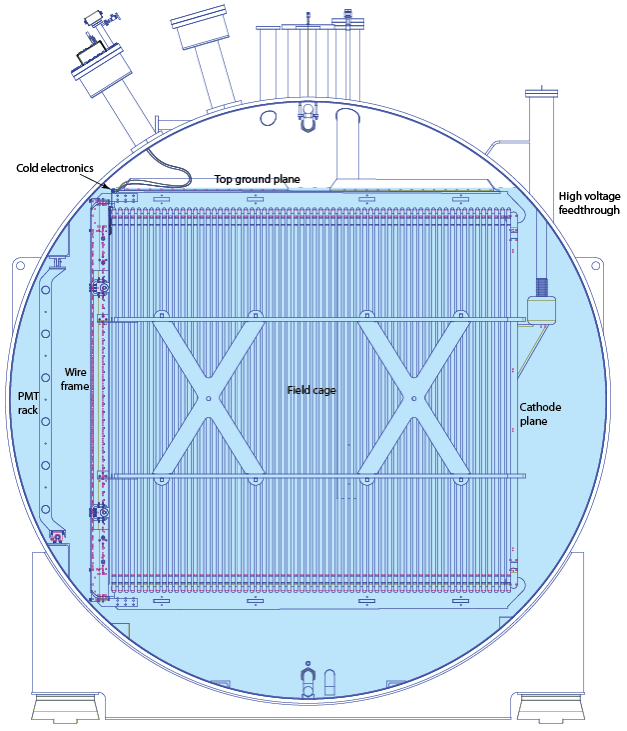 Cold electronics
Top ground plane
High voltage
feedthrough
Wire
frame
PMT
rack
Field cage
Cathode
plane